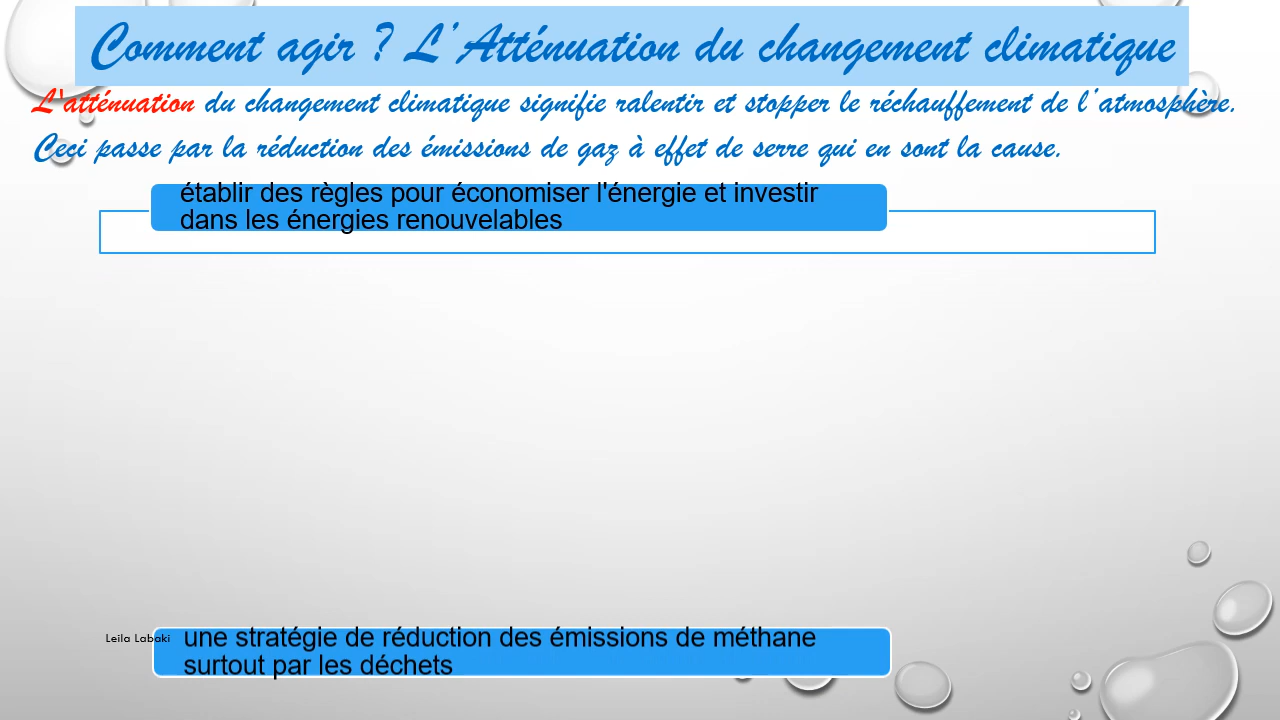 Comment agir ? L'Atténuation du changement climatique
L'atténuation du changement climatique signifie ralentir et stopper le réchauffement de l'atmosphère.
Ceci passe par la réduction des émissions de gaz à effet de serre qui en sont la cause.
établir des règles pour économiser l'énergie et investir
dans les énergies renouvelables
Leila Labaki
une stratégie de réduction des émissions de méthane
surtout par les déchets